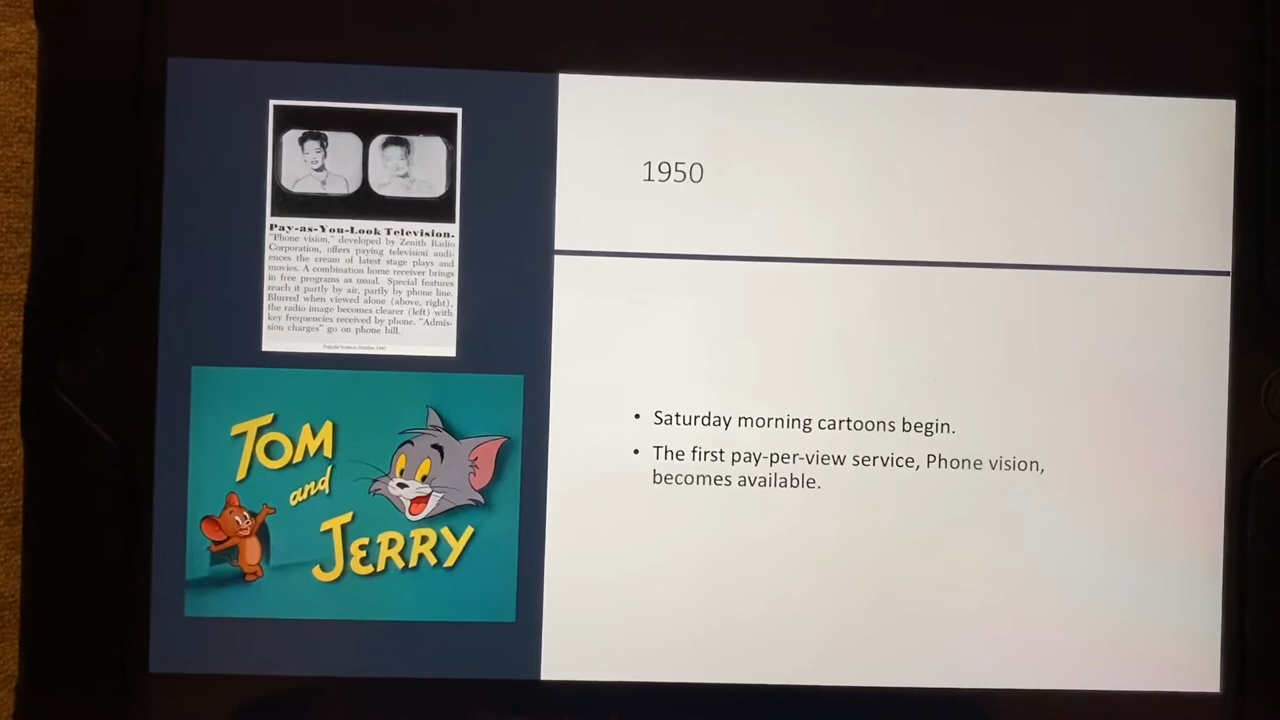 Pay-as-You-Look Television.
"Phone vision," developed by Zenith Radio
Corporation, offers paying television audi-
ences the cream of latest stage plays and
movies. A combination home receiver brings
in free programs as usual. Special features
reach it partly by air, partly by phone line.
Blurred when viewed alone (above, right),
the radio image becomes clearer (left) with
key frequencies received by phone. "Admis-
sion charges" go on phone bill.
TOM
and
JERRY
1950
• Saturday morning cartoons begin.
• The first pay-per-view service, Phone vision,
becomes available.